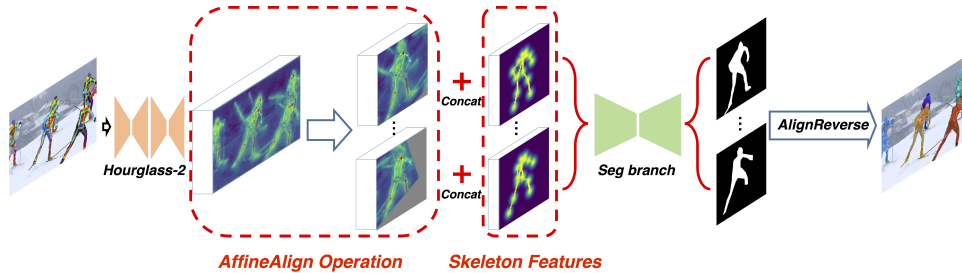 Hourglass-2
AffineAlign Operation
+
Concat
...
+
Concat
Skeleton Features
...
Seg branch
...
AlignReverse